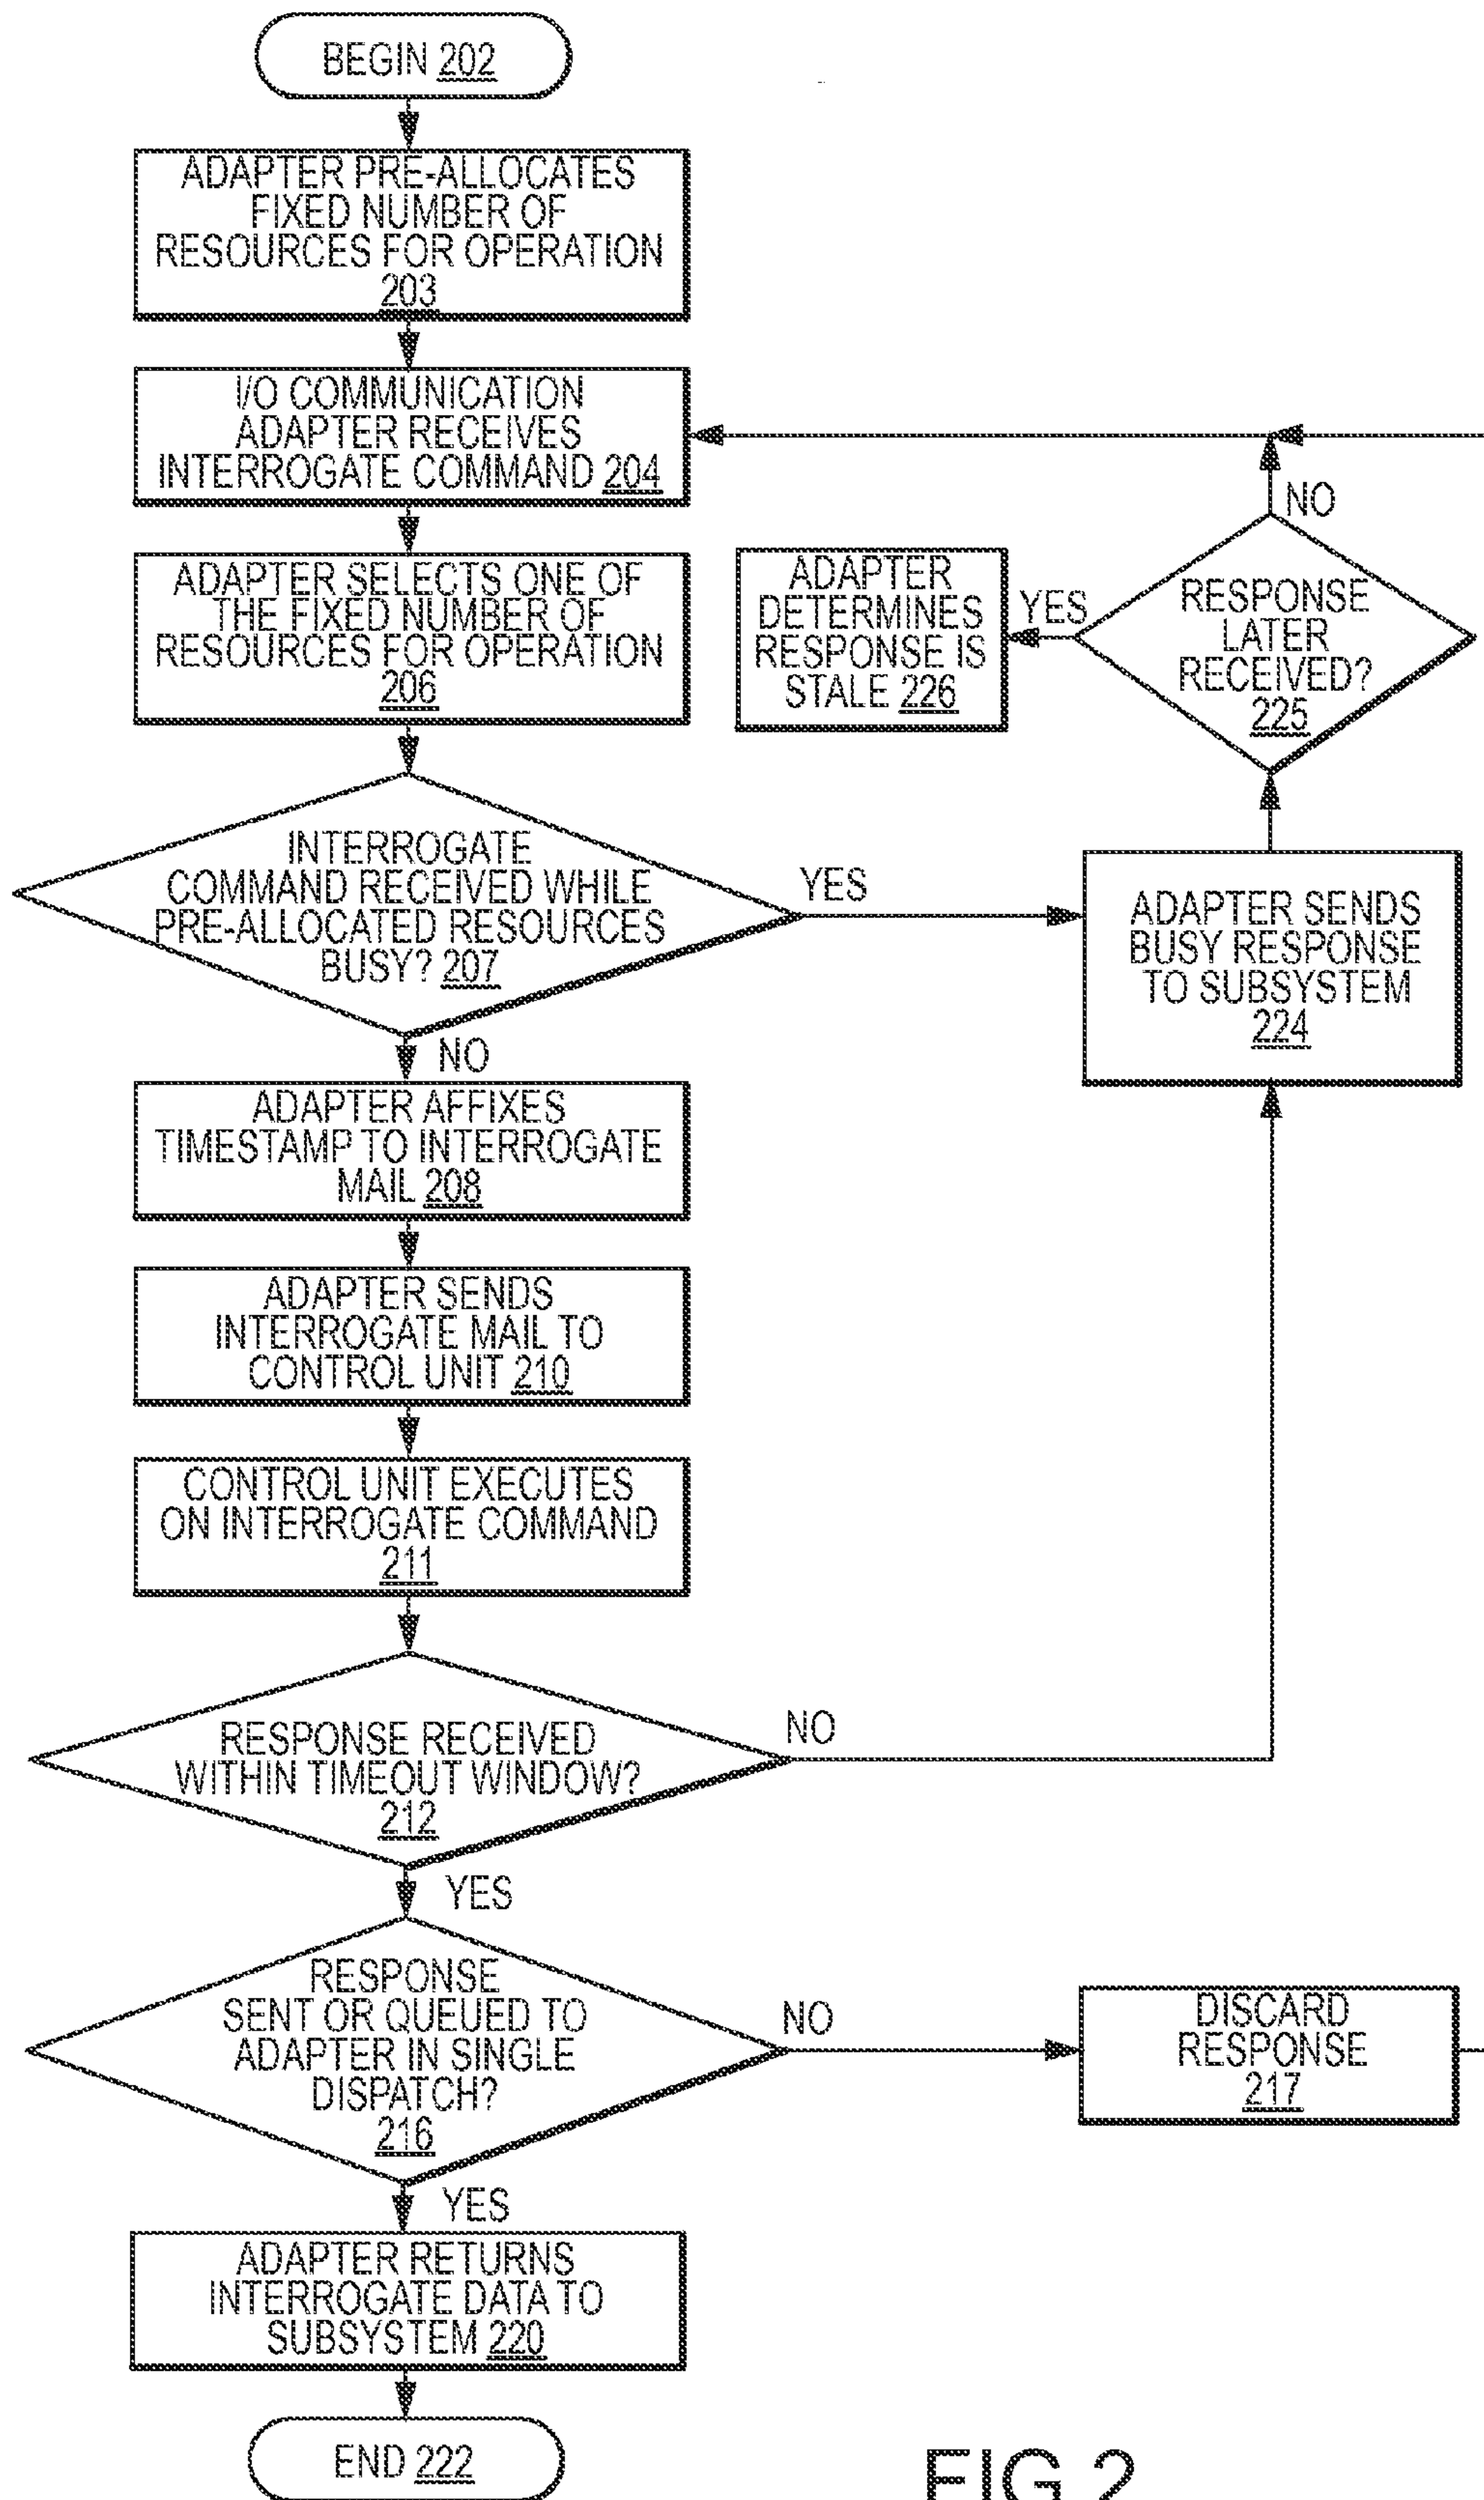 BEGIN 202
ADAPTER PRE-ALLOCATES
FIXED NUMBER OF
RESOURCES FOR OPERATION
203
I/O COMMUNICATION
ADAPTER RECEIVES
INTERROGATE COMMAND 204
NO
ADAPTER SELECTS ONE OF
THE FIXED NUMBER OF
RESOURCES FOR OPERATION
206
ADAPTER
DETERMINES
RESPONSE IS
STALE 226
YES
RESPONSE
LATER
RECEIVED?
225
INTERROGATE
COMMAND RECEIVED WHILE
PRE-ALLOCATED RESOURCES
BUSY? 207
YES
ADAPTER SENDS
BUSY RESPONSE
TO SUBSYSTEM
224
NO
ADAPTER AFFIXES
TIMESTAMP TO INTERROGATE
MAIL 208
ADAPTER SENDS
INTERROGATE MAIL TO
CONTROL UNIT 210
CONTROL UNIT EXECUTES
ON INTERROGATE COMMAND
211
RESPONSE RECEIVED
WITHIN TIMEOUT WINDOW?
212
NO
YES
RESPONSE
SENT OR QUEUED TO
ADAPTER IN SINGLE
DISPATCH?
216
NO
DISCARD
RESPONSE
217
YES
ADAPTER RETURNS
INTERROGATE DATA TO
SUBSYSTEM 220
END 222
FIG 2